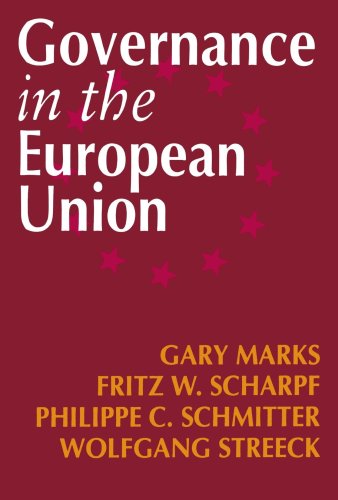 Governance
in the
European
Union
GARY MARKS
FRITZ W. SCHARPF
PHILIPPE C. SCHMITTER
WOLFGANG STREECK